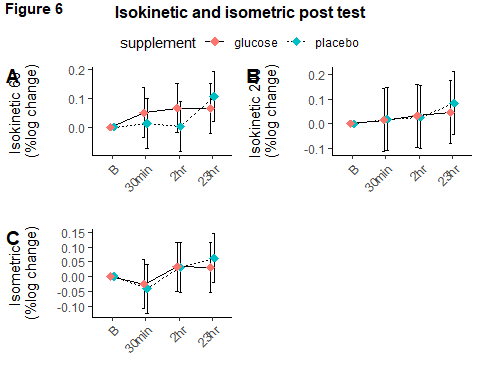 Figure 6
Isokinetic and isometric post test
supplement glucose placebo
A
Isokinetic
(%log change)
0.2
0.1
0.0
B 30min 2hr 23hr
B
Isokinetic
(%log change)
0.2
0.1
0.0
-0.1
B 30min 2hr 23hr
C
Isometric
(%log change)
0.15
0.10
0.05
0.00
-0.05
-0.10
B 30min 2hr 23hr